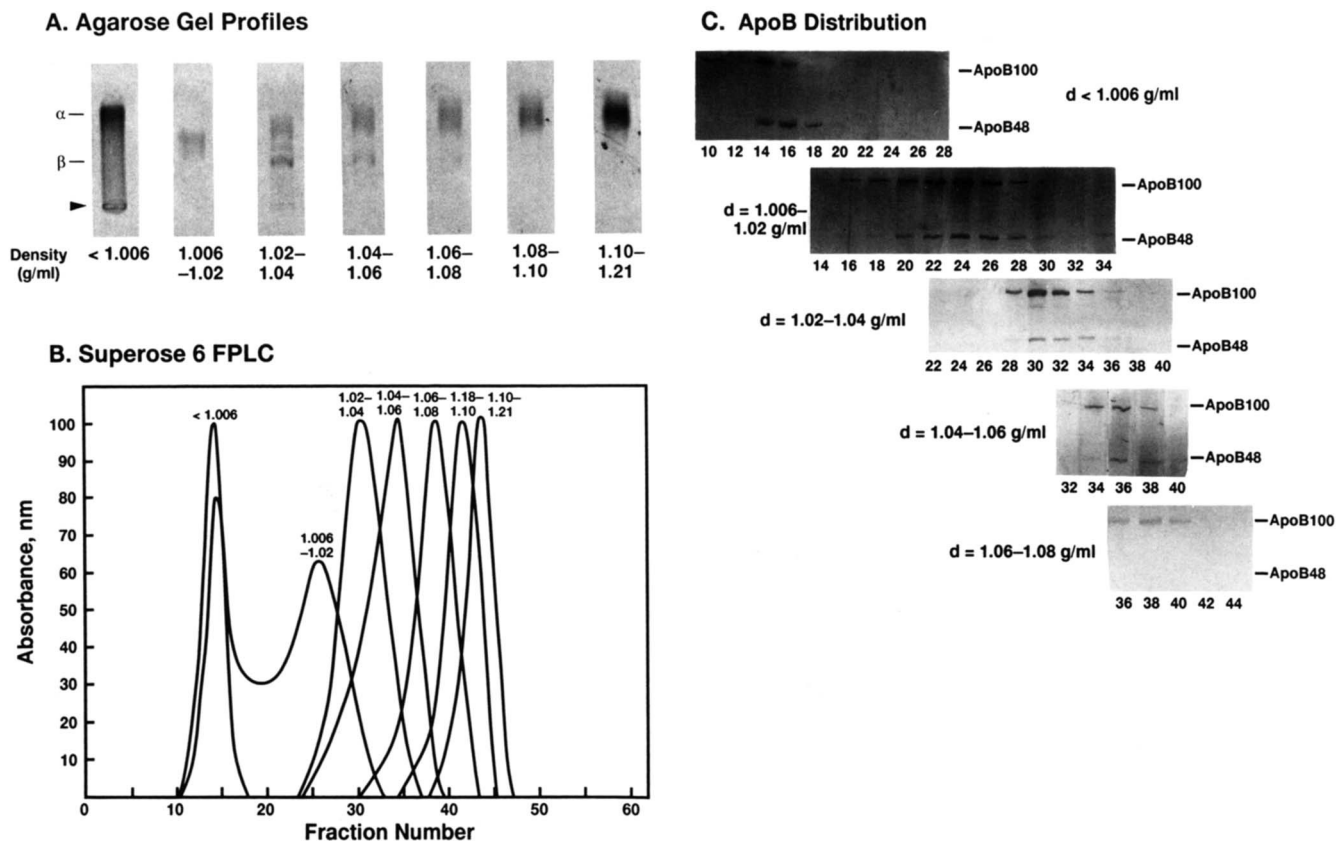 A. Agarose Gel Profiles
α
β
Density
(g/ml)
< 1.006
1.006
–1.02
1.02–
1.04
1.04–
1.06
1.06–
1.08
1.08–
1.10
1.10–
1.21
B. Superose 6 FPLC
Absorbance, nm
100
90
80
70
60
50
40
30
20
10
< 1.006
1.006
–1.02
1.02–
1.04
1.04–
1.06
1.06–
1.08
1.18–
1.10
1.10–
1.21
0 10 20 30 40 50 60
Fraction Number
C. ApoB Distribution
ApoB100
d < 1.006 g/ml
ApoB48
10 12 14 16 18 20 22 24 26 28
ApoB100
d = 1.006–
1.02 g/ml
ApoB48
14 16 18 20 22 24 26 28 30 32 34
ApoB100
d = 1.02–1.04 g/ml
ApoB48
22 24 26 28 30 32 34 36 38 40
ApoB100
d = 1.04–1.06 g/ml
ApoB48
32 34 36 38 40
ApoB100
d = 1.06–1.08 g/ml
ApoB48
36 38 40 42 44